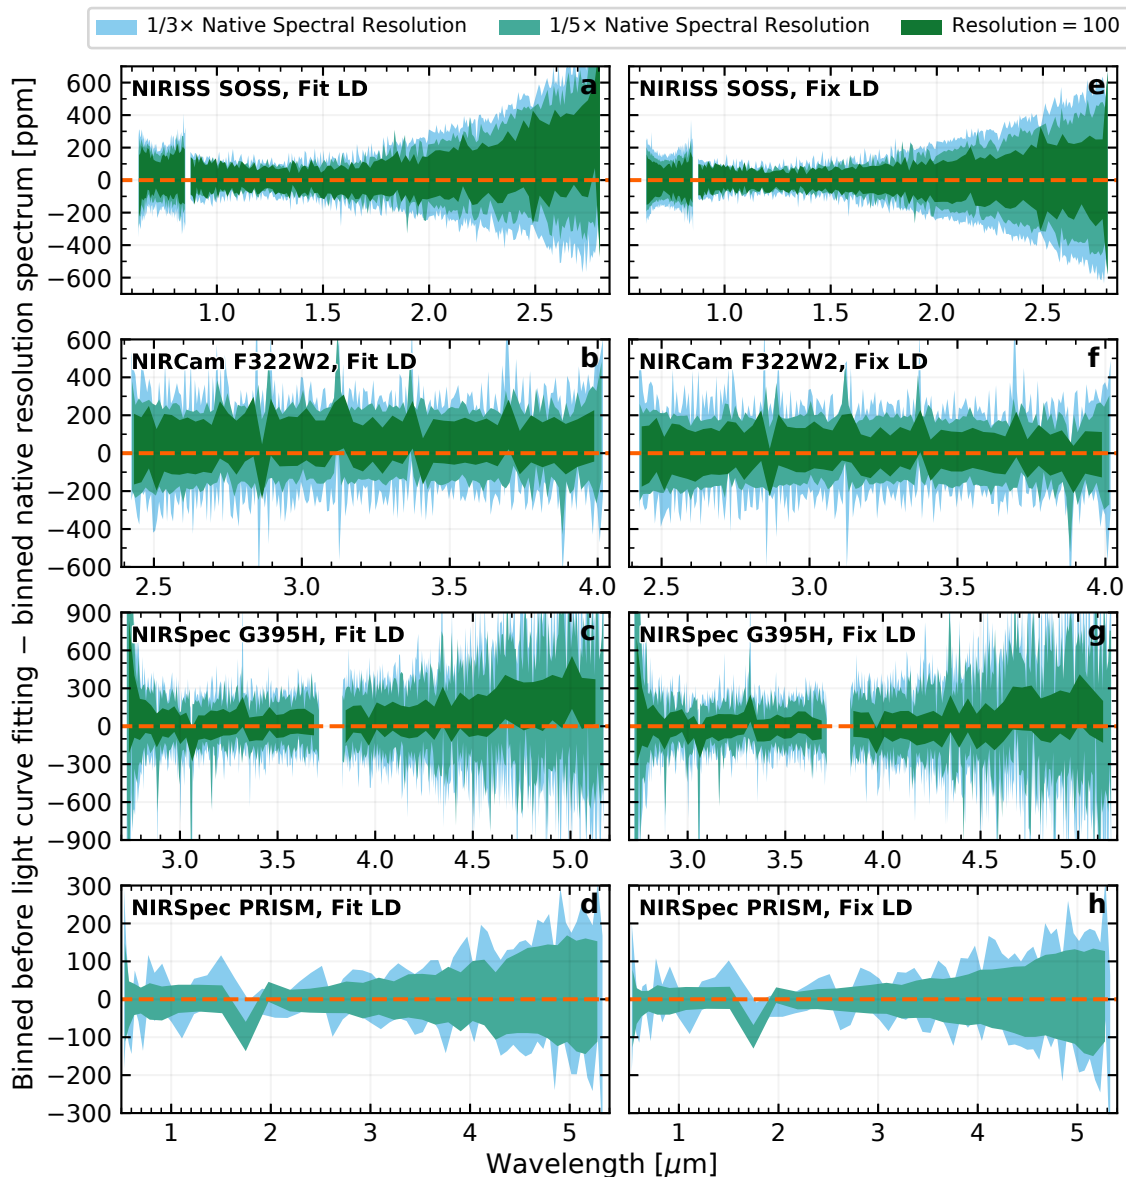 1/3× Native Spectral Resolution 1/5× Native Spectral Resolution Resolution = 100
Binned before light curve fitting − binned native resolution spectrum [ppm]
NIRISS SOSS, Fit LD a
600
400
200
0
−200
−400
−600
1.0 1.5 2.0 2.5
NIRISS SOSS, Fix LD e
1.0 1.5 2.0 2.5
NIRCam F322W2, Fit LD b
600
400
200
0
−200
−400
−600
2.5 3.0 3.5 4.0
NIRCam F322W2, Fix LD f
2.5 3.0 3.5 4.0
NIRSpec G395H, Fit LD c
900
600
300
0
−300
−600
−900
3.0 3.5 4.0 4.5 5.0
NIRSpec G395H, Fix LD g
3.0 3.5 4.0 4.5 5.0
NIRSpec PRISM, Fit LD d
300
200
100
0
−100
−200
−300
1 2 3 4 5
NIRSpec PRISM, Fix LD h
1 2 3 4 5
Wavelength [μm]